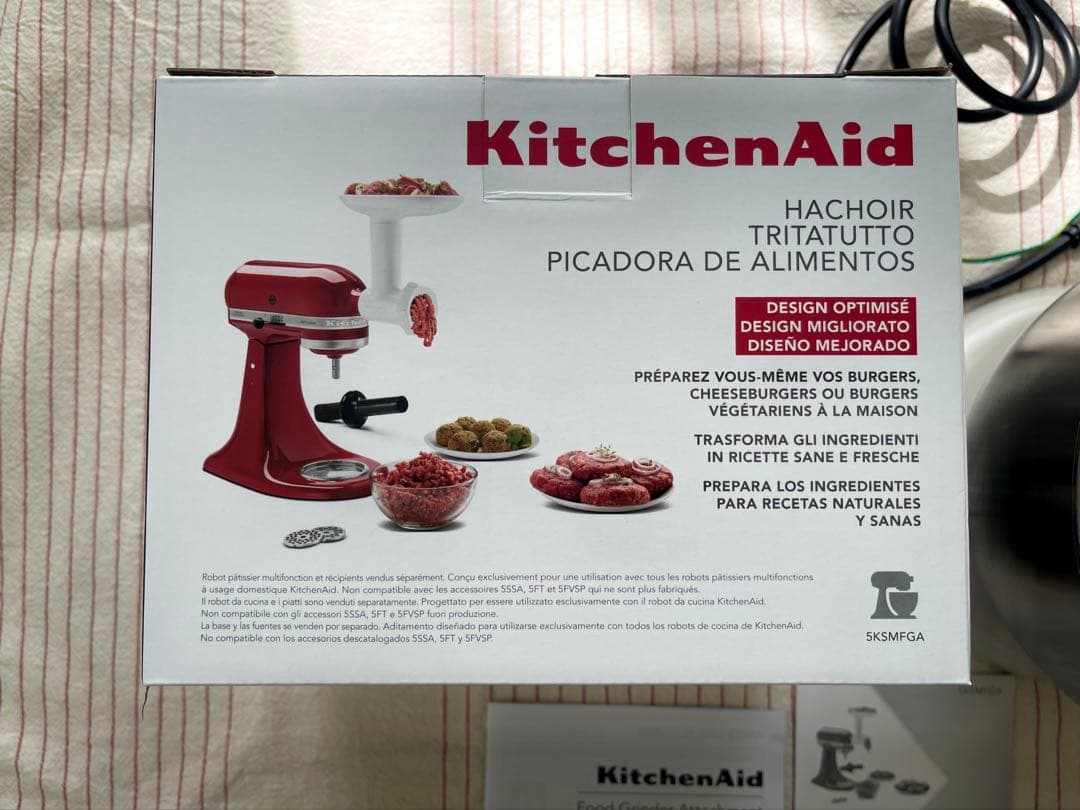 KitchenAid
HACHOIR
TRITATUTTO
PICADORA DE ALIMENTOS
DESIGN OPTIMISÉ
DESIGN MIGLIORATO
DISEÑO MEJORADO
PRÉPAREZ VOUS-MÊME VOS BURGERS,
CHEESEBURGERS OU BURGERS
VÉGÉTARIENS À LA MAISON
TRASFORMA GLI INGREDIENTI
IN RICETTE SANE E FRESCHE
PREPARA LOS INGREDIENTES
PARA RECETAS NATURALES
Y SANAS
KitchenAid
Robot pâtissier multifonction et récipients vendus séparément. Conçu exclusivement pour une utilisation avec tous les robots pâtissiers multifonctions
à usage domestique KitchenAid. Non compatible avec les accessoires 5SSA, 5FT et 5FVSP qui ne sont plus fabriqués.
Il robot da cucina e i piatti sono venduti separatamente. Progettato per essere utilizzato esclusivamente con il robot da cucina KitchenAid.
Non compatibile con gli accessori 5SSA, 5FT e 5FVSP fuori produzione.
La base y las fuentes se venden por separado. Aditamento diseñado para utilizarse exclusivamente con todos los robots de cocina de KitchenAid.
No compatible con los accesorios descatalogados 5SSA, 5FT y 5FVSP.
5KSMFGA
5KSMFGA
KitchenAid
Food Grinder Attachment